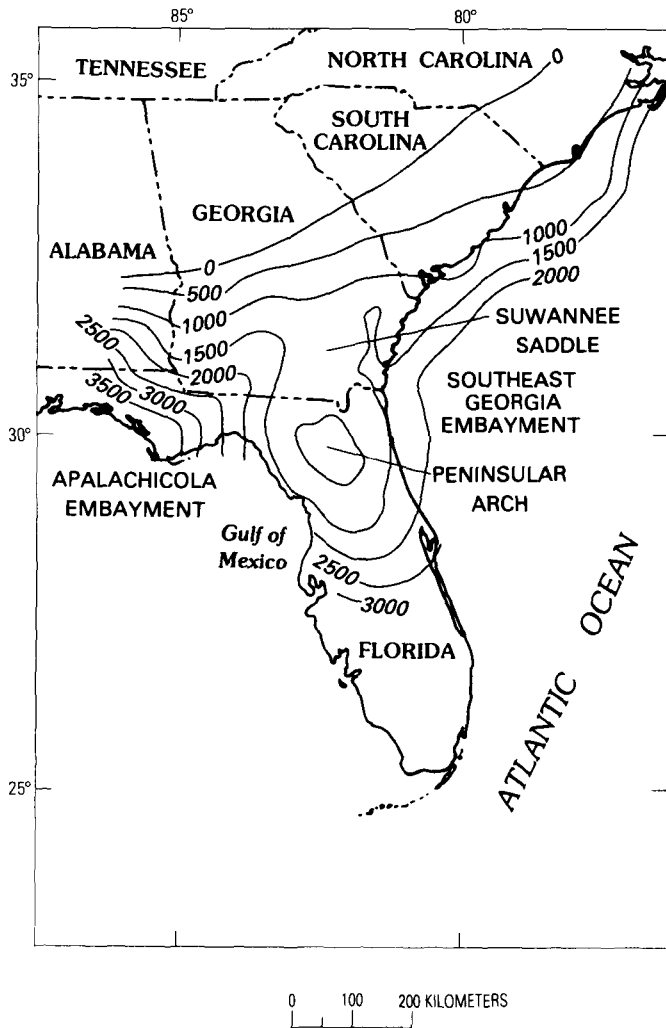 85°
80°
35°
TENNESSEE
NORTH CAROLINA
0
SOUTH
CAROLINA
GEORGIA
ALABAMA
0
500
1000
1500
2000
2500
3000
3500
1000
1500
2000
SUWANNEE
SADDLE
SOUTHEAST
GEORGIA
EMBAYMENT
30°
APALACHICOLA
EMBAYMENT
PENINSULAR
ARCH
Gulf of
Mexico
2500
3000
FLORIDA
ATLANTIC OCEAN
25°
0 100 200 KILOMETERS